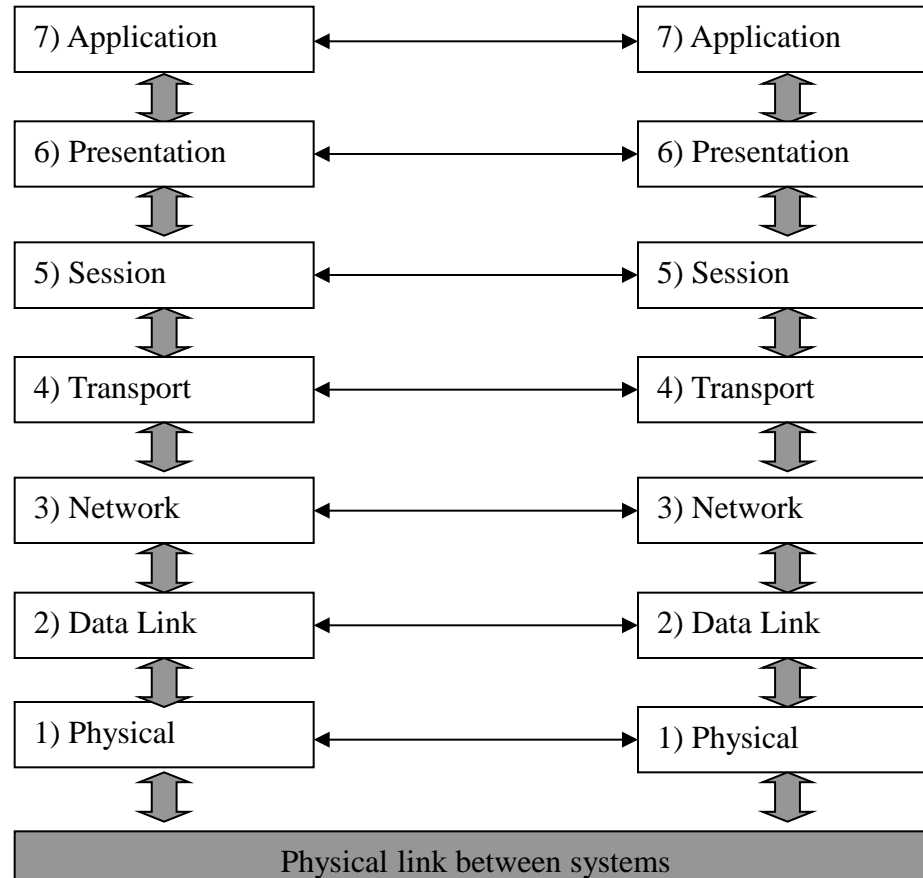 7) Application
7) Application
6) Presentation
6) Presentation
5) Session
5) Session
4) Transport
4) Transport
3) Network
3) Network
2) Data Link
2) Data Link
1) Physical
1) Physical
Physical link between systems